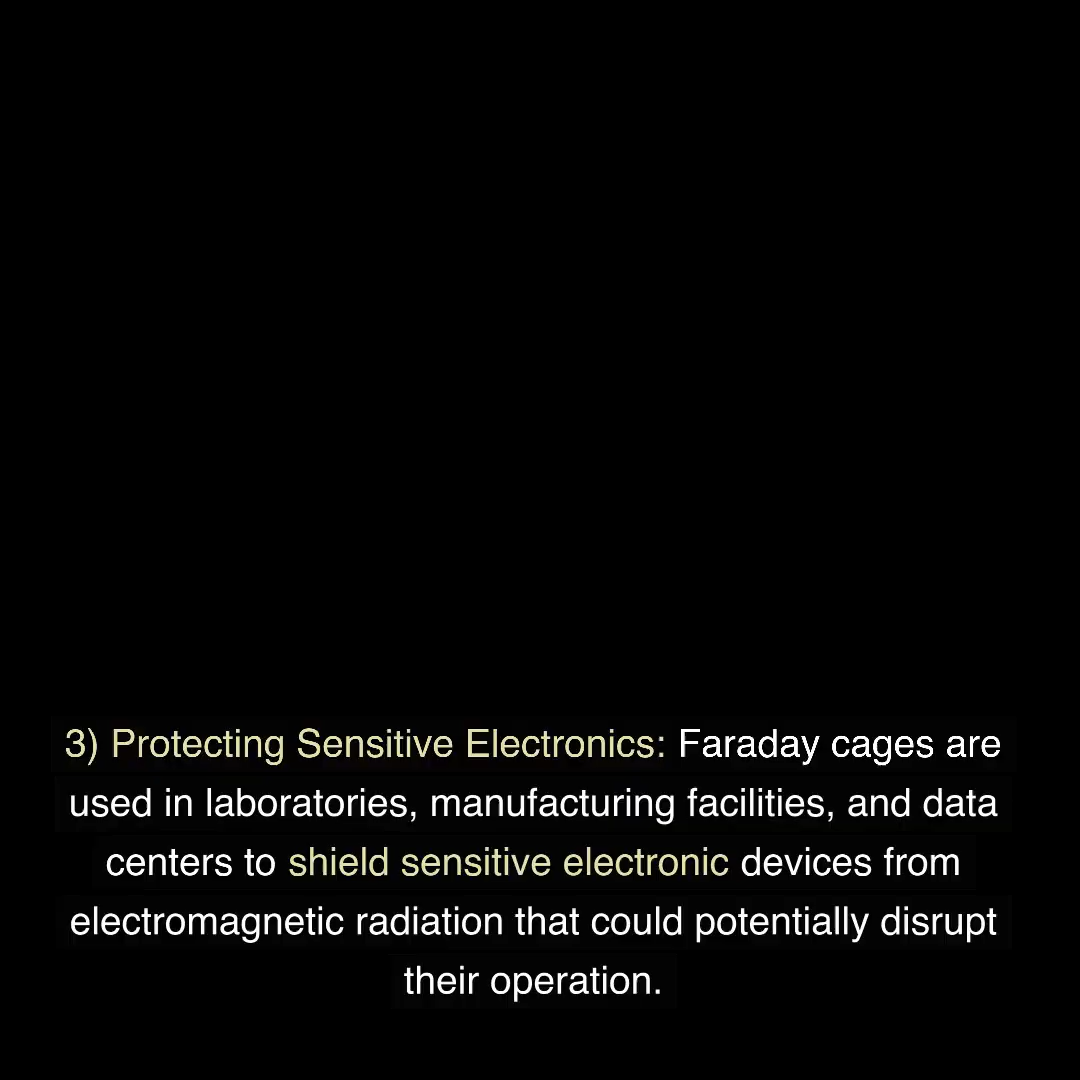 3) Protecting Sensitive Electronics: Faraday cages are
used in laboratories, manufacturing facilities, and data
centers to shield sensitive electronic devices from
electromagnetic radiation that could potentially disrupt
their operation.